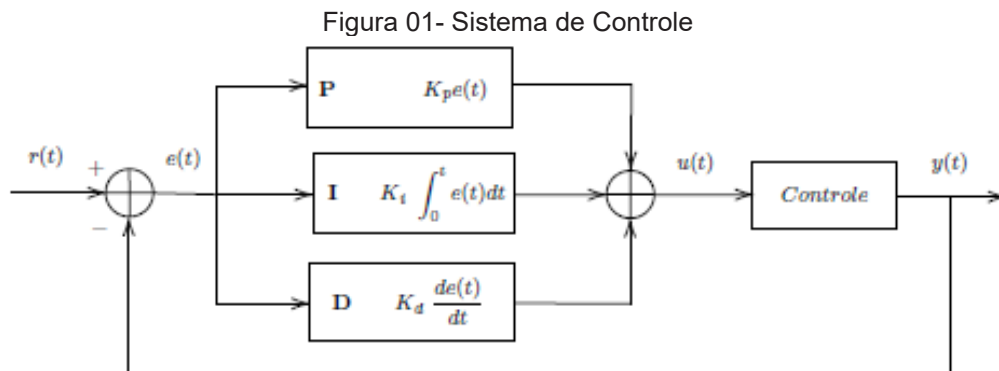 Figura 01- Sistema de Controle
P K_p e(t)
r(t) + e(t) u(t) y(t)
I K_i ∫_0^t e(t)dt Controle
−
D K_d de(t)/dt